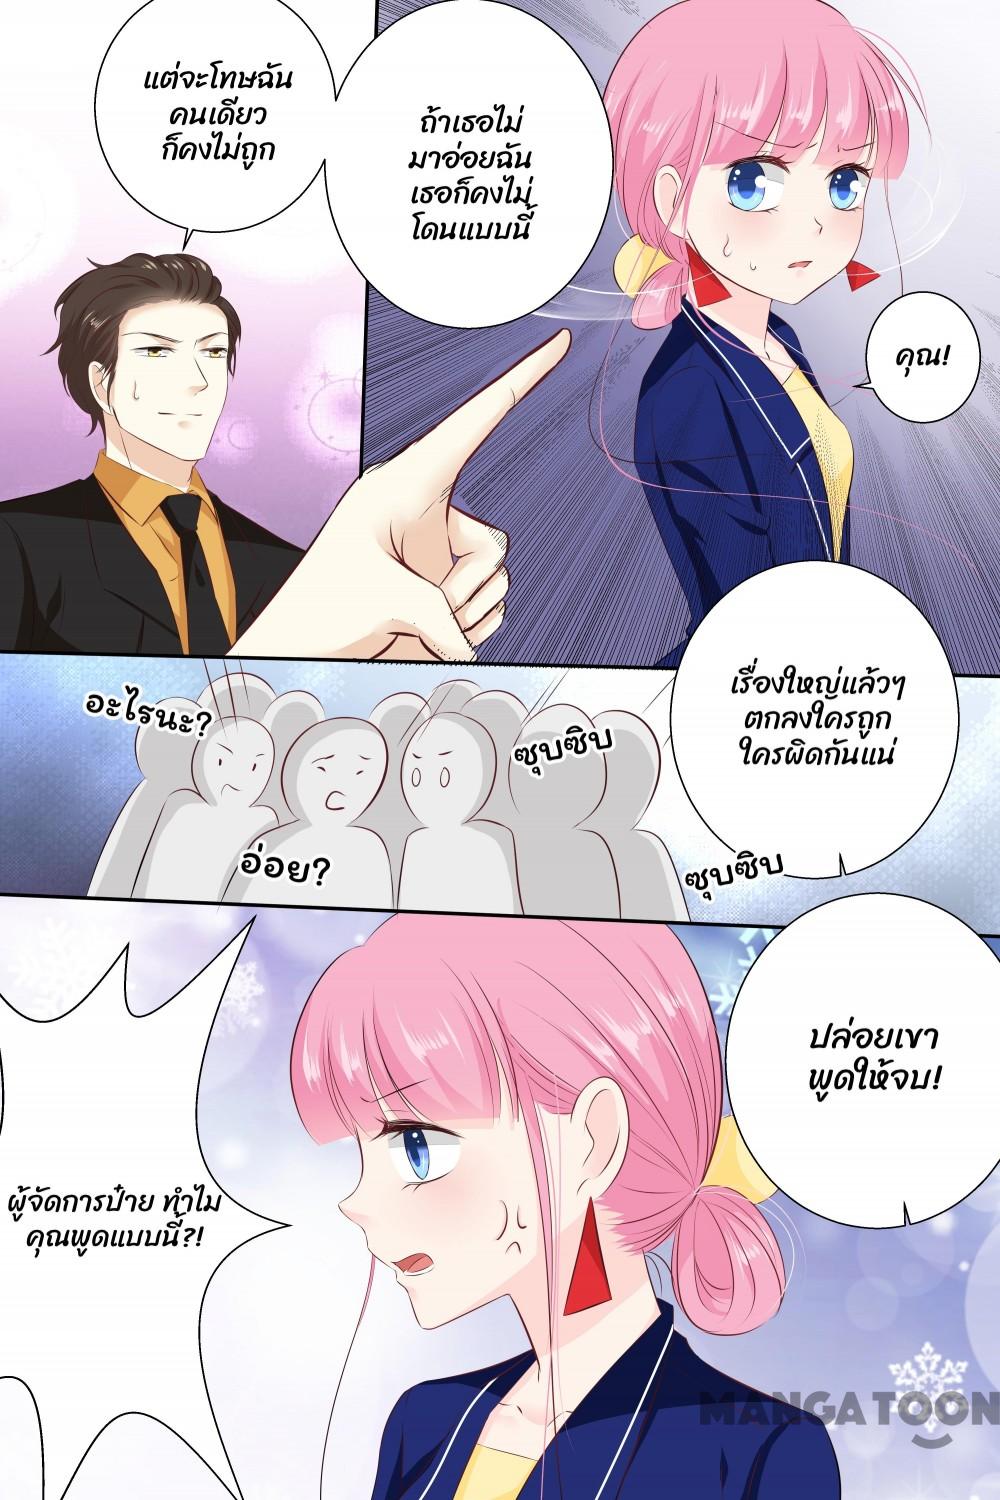 แต่จะโทษฉัน
คนเดียว
ก็คงไม่ถูก
ถ้าเธอไม่
มาอ่อยฉัน
เธอก็คงไม่
โดนแบบนี้
คุณ!
เรื่องใหญ่แล้วๆ
ตกลงใครถูก
ใครผิดกันแน่
อะไรนะ?
ซุบซิบ
อ่อย?
ซุบซิบ
ปล่อยเขา
พูดให้จบ!
ผู้จัดการป๋าย ทำไม
คุณพูดแบบนี้?!
MANGATOON